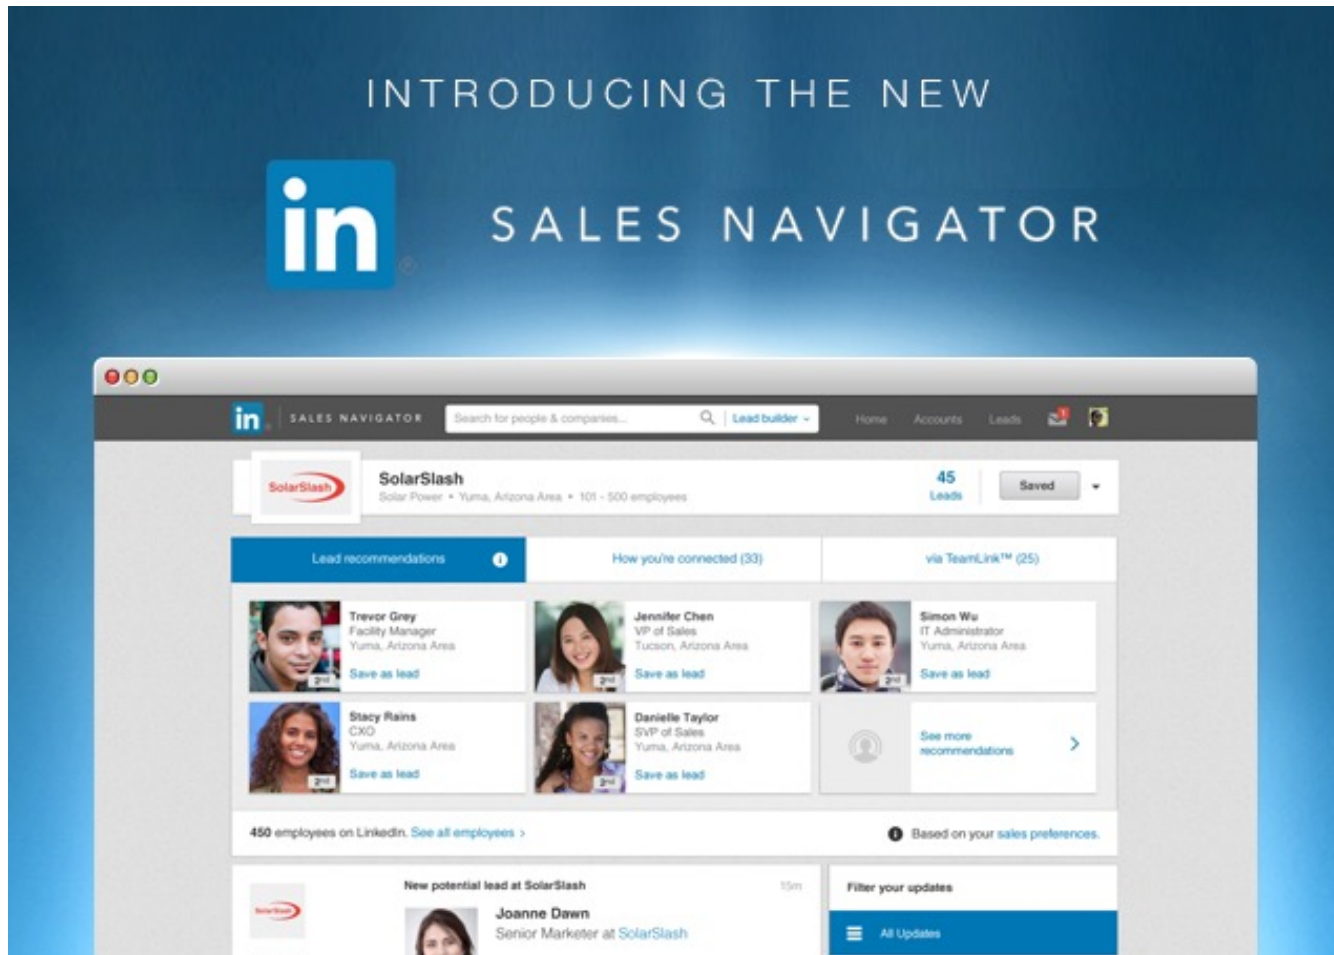 INTRODUCING THE NEW
in ®
SALES NAVIGATOR
in
SALES NAVIGATOR
Search for people & companies...
Lead builder
Home
Accounts
Leads
1
SolarSlash
SolarSlash
Solar Power • Yuma, Arizona Area • 101 - 500 employees
45
Leads
Saved
Lead recommendations
How you're connected (33)
via TeamLink™ (25)
Trevor Grey
Facility Manager
Yuma, Arizona Area
Save as lead
2nd
Jennifer Chen
VP of Sales
Tucson, Arizona Area
Save as lead
2nd
Simon Wu
IT Administrator
Yuma, Arizona Area
Save as lead
2nd
Stacy Rains
CXO
Yuma, Arizona Area
Save as lead
2nd
Danielle Taylor
SVP of Sales
Yuma, Arizona Area
Save as lead
2nd
See more
recommendations
450 employees on LinkedIn. See all employees >
Based on your sales preferences.
SolarSlash
New potential lead at SolarSlash
15m
Joanne Dawn
Senior Marketer at SolarSlash
Filter your updates
All Updates